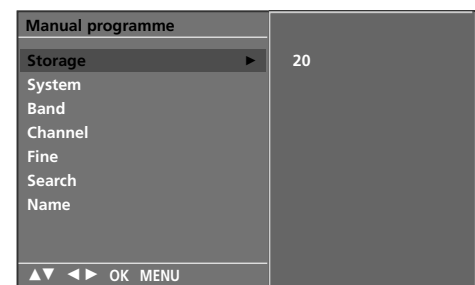 Manual programme
Storage ► 20
System
Band
Channel
Fine
Search
Name
▲▼ ◄► OK MENU